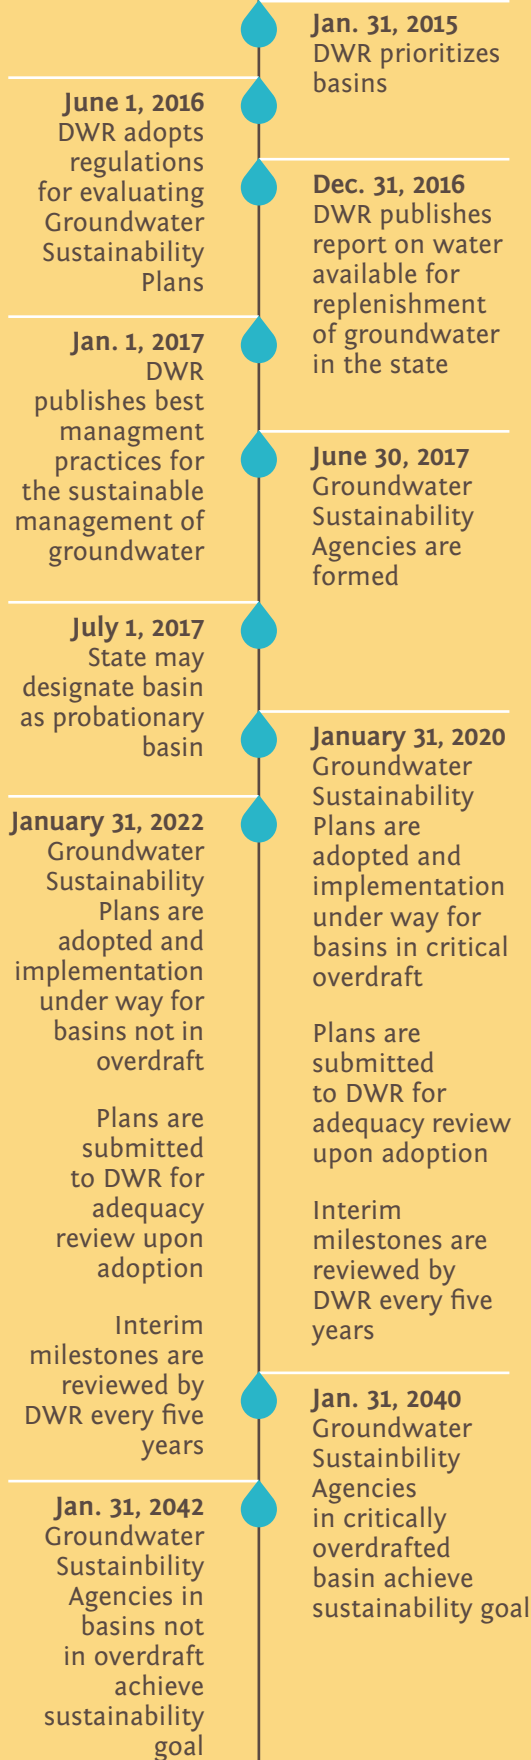 Jan. 31, 2015
DWR prioritizes
basins
June 1, 2016
DWR adopts
regulations
for evaluating
Groundwater
Sustainability
Plans
Dec. 31, 2016
DWR publishes
report on water
available for
replenishment
of groundwater
in the state
Jan. 1, 2017
DWR
publishes best
managment
practices for
the sustainable
management of
groundwater
June 30, 2017
Groundwater
Sustainability
Agencies are
formed
July 1, 2017
State may
designate basin
as probationary
basin
January 31, 2020
Groundwater
Sustainability
Plans are
adopted and
implementation
under way for
basins in critical
overdraft
Plans are
submitted
to DWR for
adequacy review
upon adoption
Interim
milestones are
reviewed by
DWR every five
years
January 31, 2022
Groundwater
Sustainability
Plans are
adopted and
implementation
under way for
basins not in
overdraft
Plans are
submitted
to DWR for
adequacy
review upon
adoption
Interim
milestones are
reviewed by
DWR every five
years
Jan. 31, 2040
Groundwater
Sustainbility
Agencies
in critically
overdrafted
basin achieve
sustainability goal
Jan. 31, 2042
Groundwater
Sustainbility
Agencies in
basins not
in overdraft
achieve
sustainability
goal